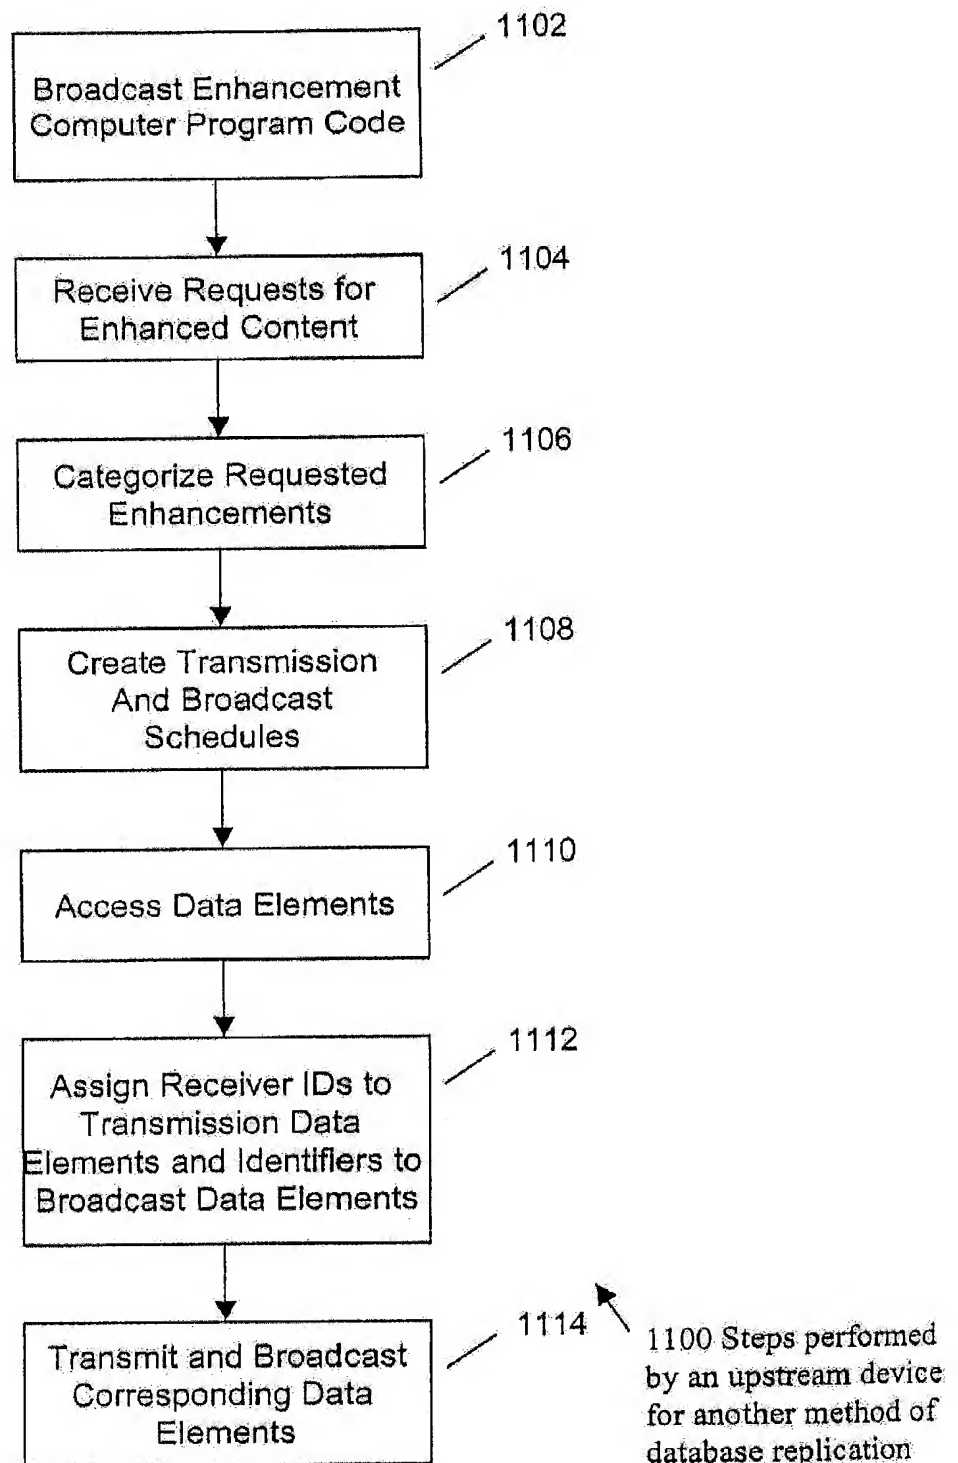 1102
Broadcast Enhancement
Computer Program Code
1104
Receive Requests for
Enhanced Content
1106
Categorize Requested
Enhancements
1108
Create Transmission
And Broadcast
Schedules
1110
Access Data Elements
1112
Assign Receiver IDs to
Transmission Data
Elements and Identifiers to
Broadcast Data Elements
1114
Transmit and Broadcast
Corresponding Data
Elements
1100 Steps performed
by an upstream device
for another method of
database replication